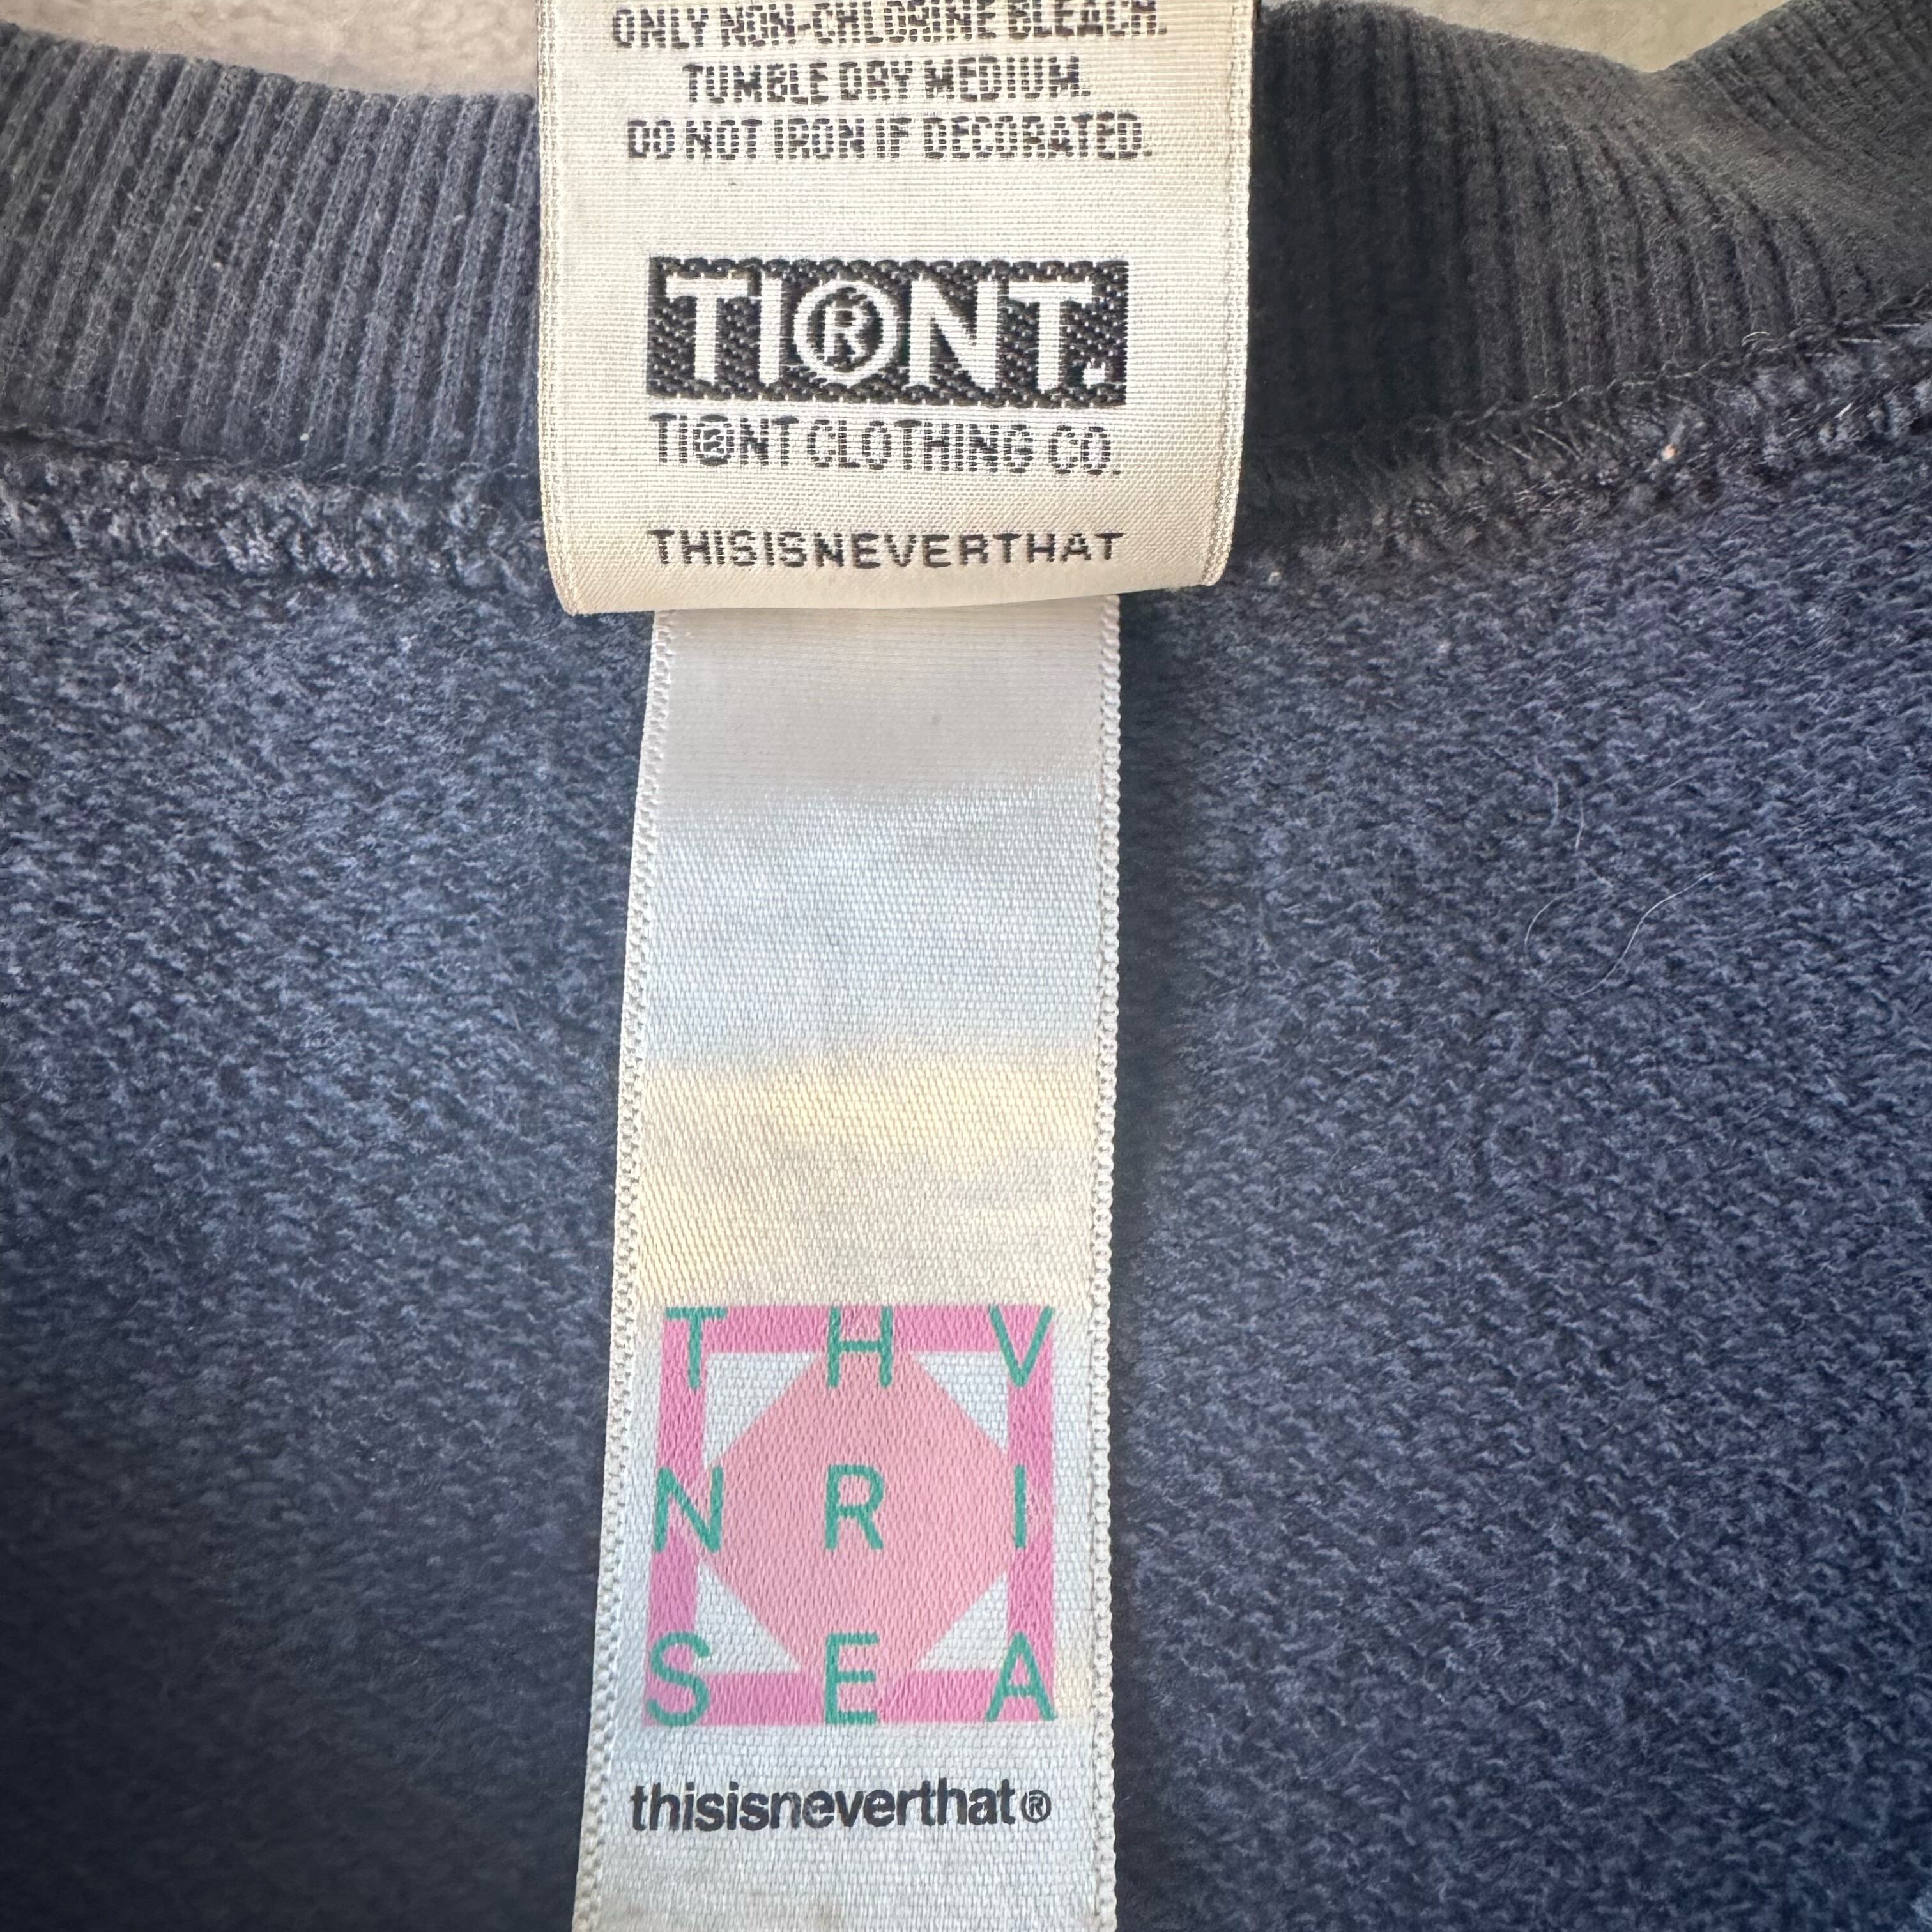 ONLY NON-CHLORINE BLEACH.
TUMBLE DRY MEDIUM.
DO NOT IRON IF DECORATED.
TI®NT.
TI®NT CLOTHING CO.
THISISNEVERTHAT
T H V
N R I
S E A
thisisneverthat®